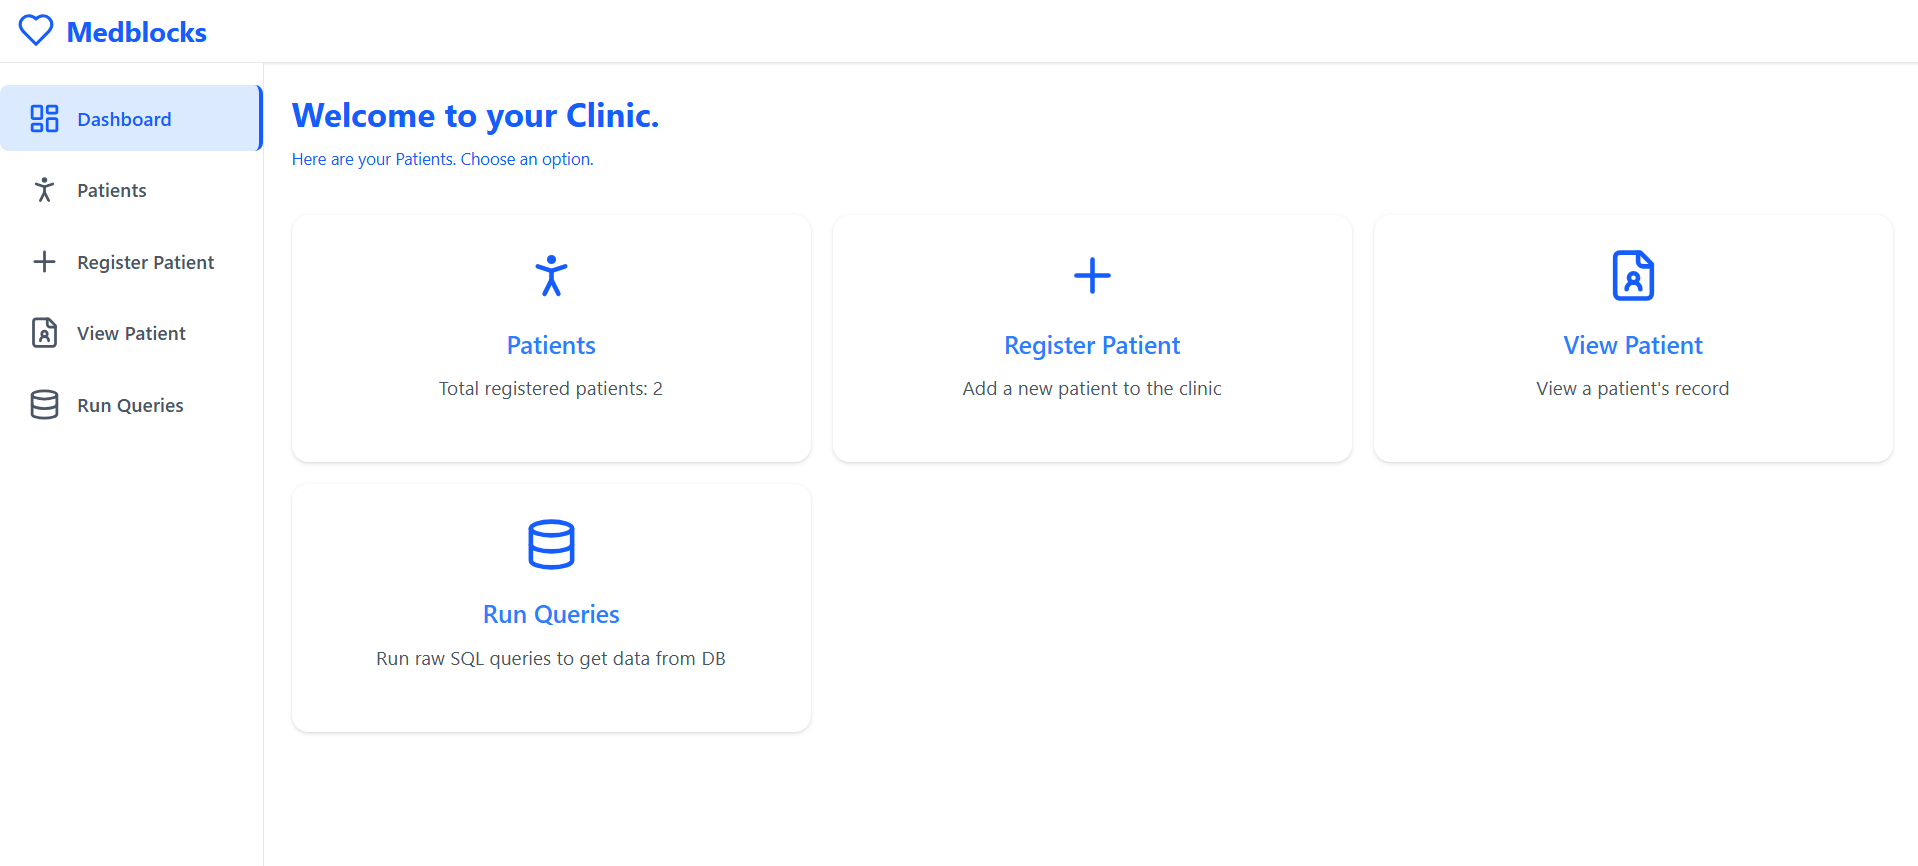 Medblocks
Dashboard
Patients
Register Patient
View Patient
Run Queries
Welcome to your Clinic.
Here are your Patients. Choose an option.
Patients
Total registered patients: 2
Register Patient
Add a new patient to the clinic
View Patient
View a patient's record
Run Queries
Run raw SQL queries to get data from DB